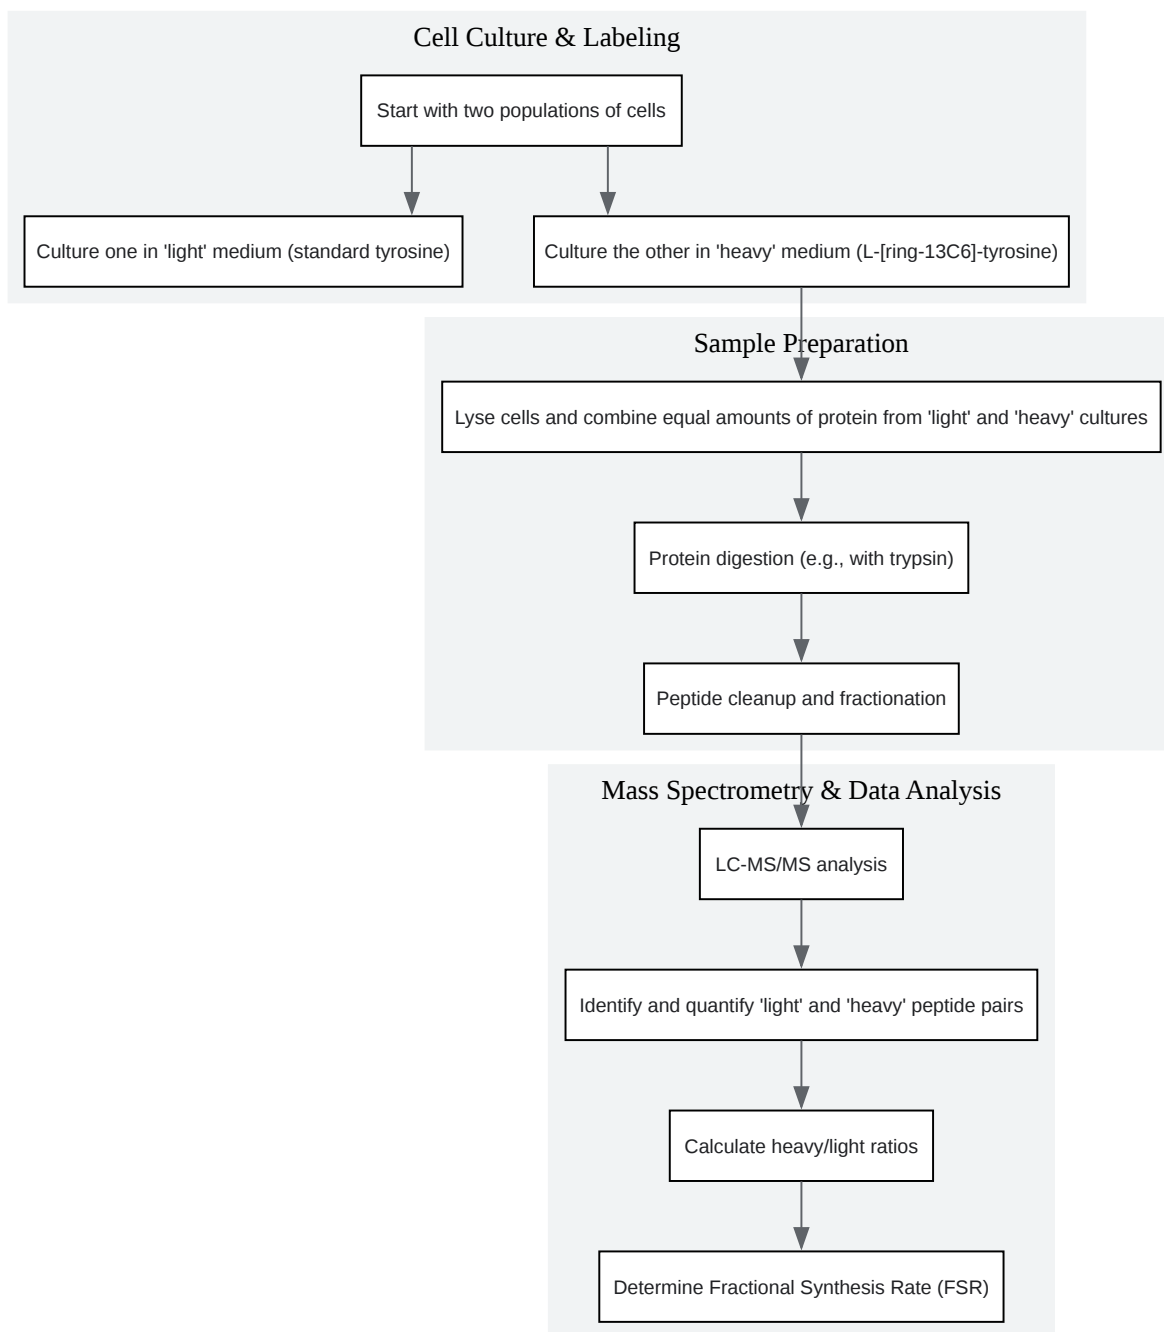 Cell Culture & Labeling
Start with two populations of cells
Culture one in 'light' medium (standard tyrosine)
Culture the other in 'heavy' medium (L-[ring-13C6]-tyrosine)
Sample Preparation
Lyse cells and combine equal amounts of protein from 'light' and 'heavy' cultures
Protein digestion (e.g., with trypsin)
Peptide cleanup and fractionation
Mass Spectrometry & Data Analysis
LC-MS/MS analysis
Identify and quantify 'light' and 'heavy' peptide pairs
Calculate heavy/light ratios
Determine Fractional Synthesis Rate (FSR)